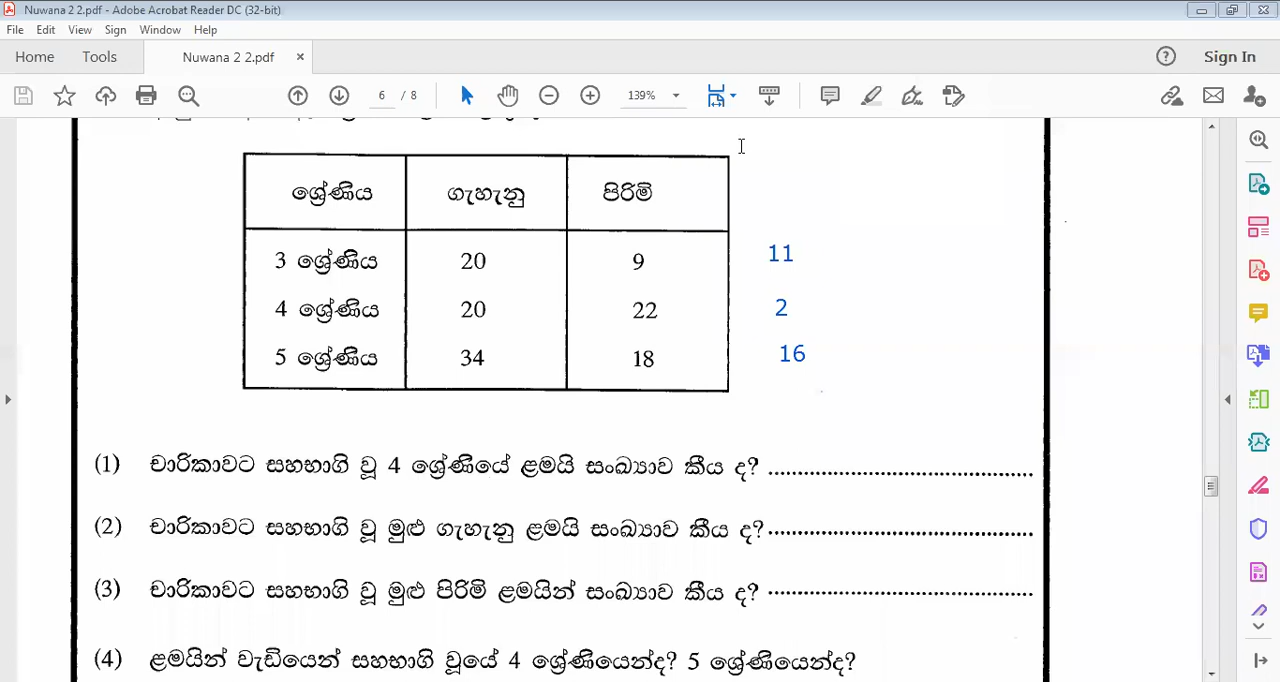 Nuwana 2 2.pdf - Adobe Acrobat Reader DC (32-bit)
File Edit View Sign Window Help
Home Tools Nuwana 2 2.pdf × Sign In
6 / 8 139%
ශ්‍රේණිය ගැහැනු පිරිමි
3 ශ්‍රේණිය 20 9 11
4 ශ්‍රේණිය 20 22 2
5 ශ්‍රේණිය 34 18 16
(1) චාරිකාවට සහභාගි වූ 4 ශ්‍රේණියේ ළමයි සංඛ්‍යාව කීය ද? ........................................
(2) චාරිකාවට සහභාගි වූ මුළු ගැහැනු ළමයි සංඛ්‍යාව කීය ද? ........................................
(3) චාරිකාවට සහභාගි වූ මුළු පිරිමි ළමයින් සංඛ්‍යාව කීය ද? ........................................
(4) ළමයින් වැඩියෙන් සහභාගි වූයේ 4 ශ්‍රේණියෙන්ද? 5 ශ්‍රේණියෙන්ද?